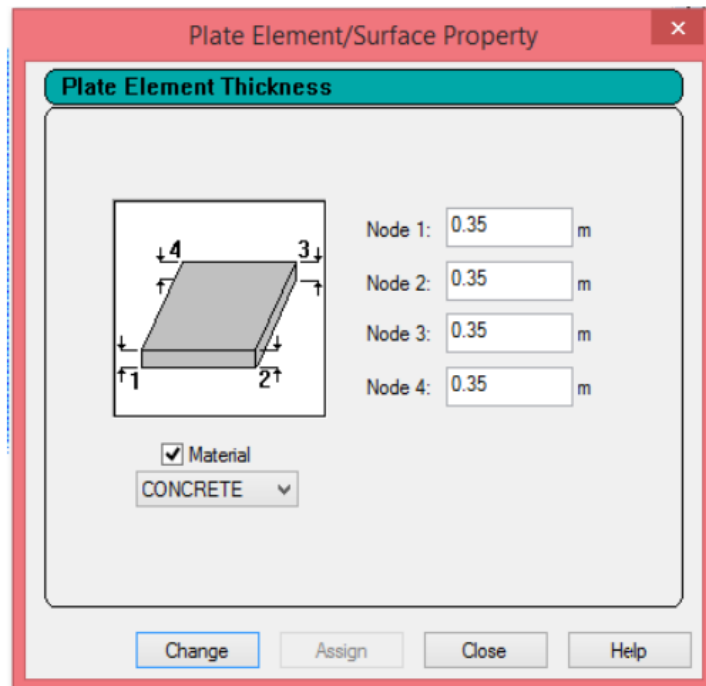 Plate Element/Surface Property
Plate Element Thickness
4 3
1 2
Node 1: 0.35 m
Node 2: 0.35 m
Node 3: 0.35 m
Node 4: 0.35 m
Material
CONCRETE
Change Assign Close Help